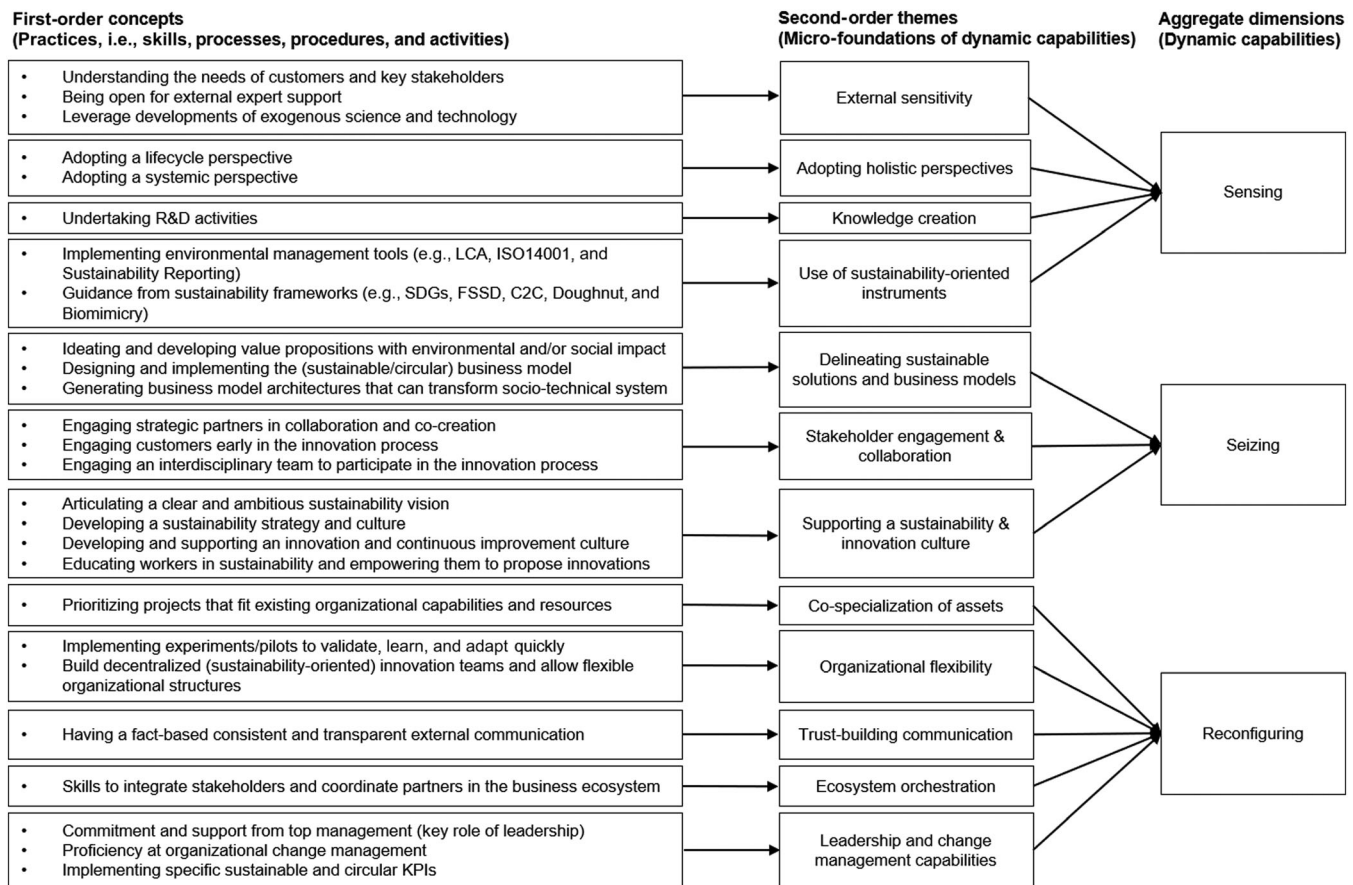 First-order concepts
(Practices, i.e., skills, processes, procedures, and activities)
Second-order themes
(Micro-foundations of dynamic capabilities)
Aggregate dimensions
(Dynamic capabilities)
• Understanding the needs of customers and key stakeholders
• Being open for external expert support
• Leverage developments of exogenous science and technology
External sensitivity
• Adopting a lifecycle perspective
• Adopting a systemic perspective
Adopting holistic perspectives
• Undertaking R&D activities
Knowledge creation
• Implementing environmental management tools (e.g., LCA, ISO14001, and
Sustainability Reporting)
• Guidance from sustainability frameworks (e.g., SDGs, FSSD, C2C, Doughnut, and
Biomimicry)
Use of sustainability-oriented
instruments
Sensing
• Ideating and developing value propositions with environmental and/or social impact
• Designing and implementing the (sustainable/circular) business model
• Generating business model architectures that can transform socio-technical system
Delineating sustainable
solutions and business models
• Engaging strategic partners in collaboration and co-creation
• Engaging customers early in the innovation process
• Engaging an interdisciplinary team to participate in the innovation process
Stakeholder engagement &
collaboration
• Articulating a clear and ambitious sustainability vision
• Developing a sustainability strategy and culture
• Developing and supporting an innovation and continuous improvement culture
• Educating workers in sustainability and empowering them to propose innovations
Supporting a sustainability &
innovation culture
Seizing
• Prioritizing projects that fit existing organizational capabilities and resources
Co-specialization of assets
• Implementing experiments/pilots to validate, learn, and adapt quickly
• Build decentralized (sustainability-oriented) innovation teams and allow flexible
organizational structures
Organizational flexibility
• Having a fact-based consistent and transparent external communication
Trust-building communication
• Skills to integrate stakeholders and coordinate partners in the business ecosystem
Ecosystem orchestration
• Commitment and support from top management (key role of leadership)
• Proficiency at organizational change management
• Implementing specific sustainable and circular KPIs
Leadership and change
management capabilities
Reconfiguring